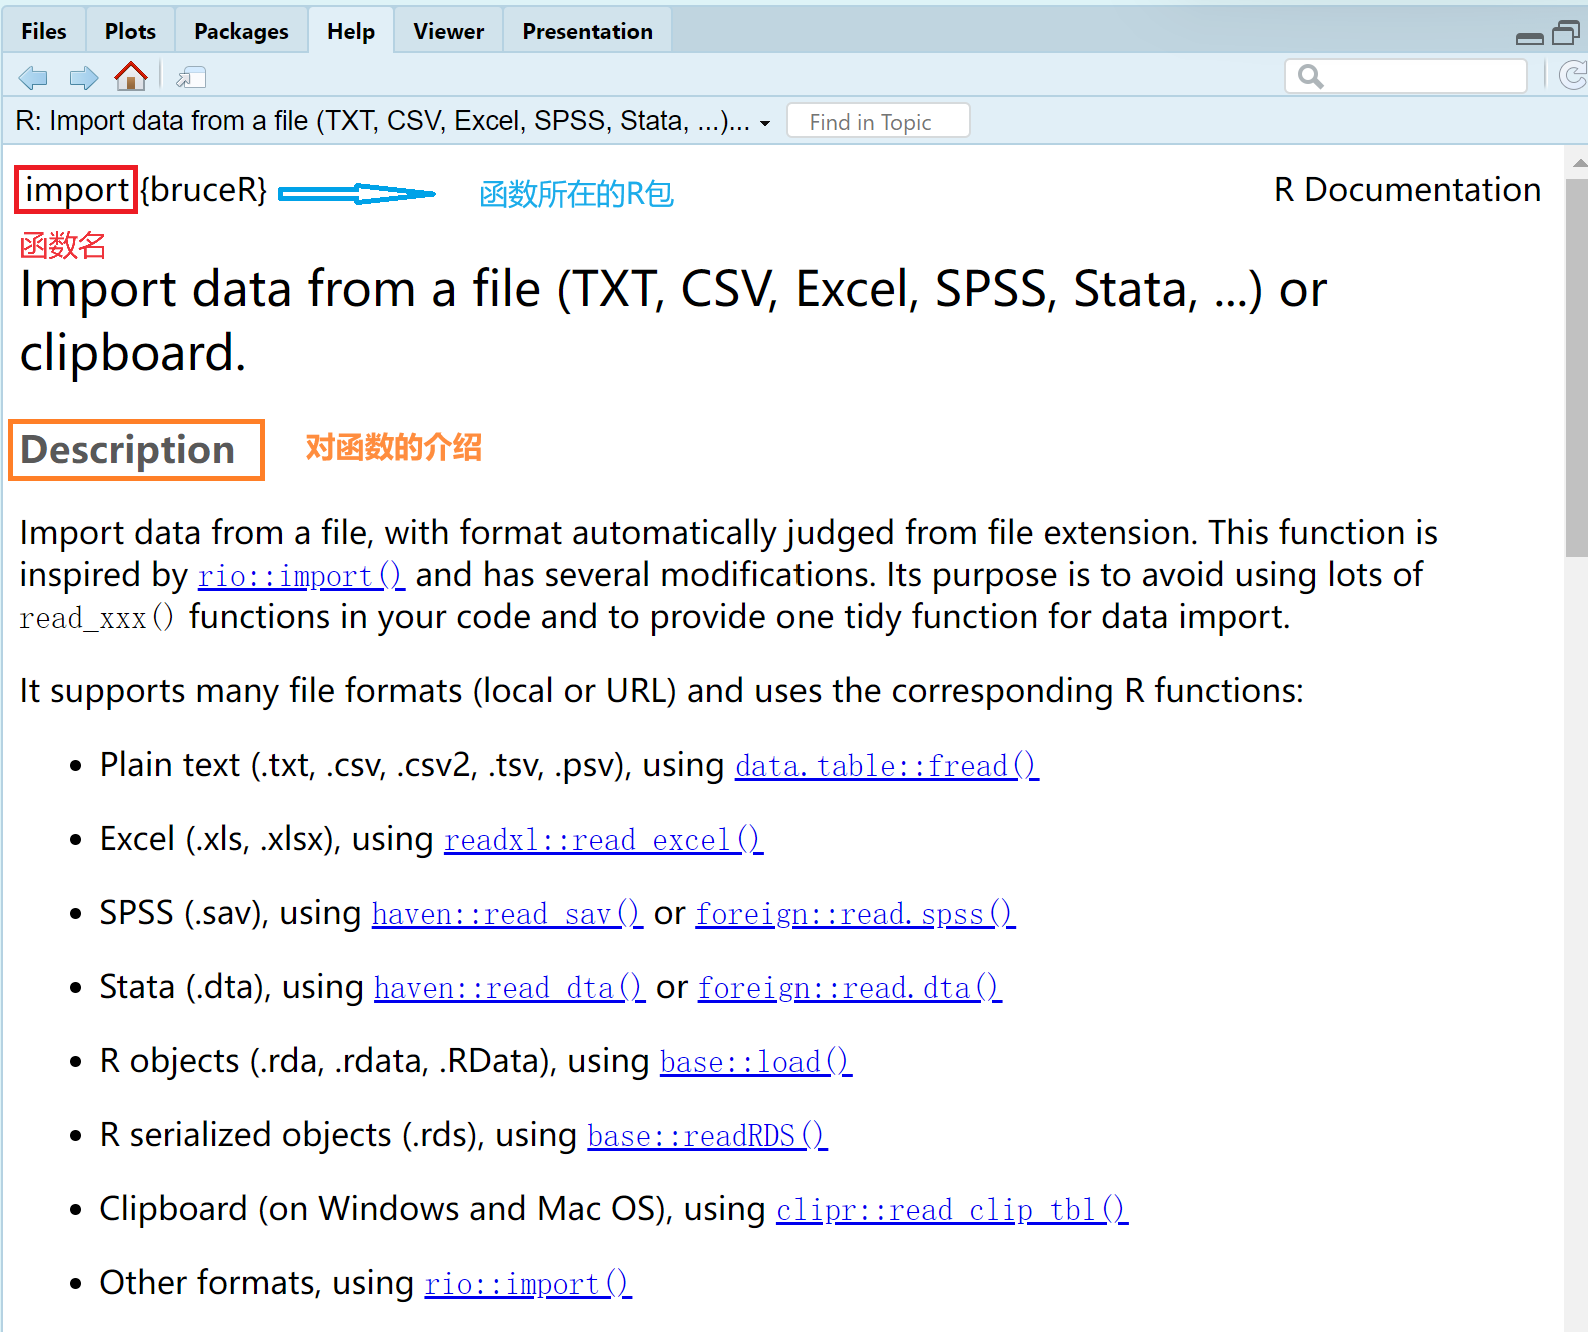 Files Plots Packages Help Viewer Presentation
R: Import data from a file (TXT, CSV, Excel, SPSS, Stata, ...)... Find in Topic
import {bruceR} 函数所在的R包 R Documentation
函数名
Import data from a file (TXT, CSV, Excel, SPSS, Stata, ...) or
clipboard.
Description 对函数的介绍
Import data from a file, with format automatically judged from file extension. This function is
inspired by rio::import() and has several modifications. Its purpose is to avoid using lots of
read_xxx() functions in your code and to provide one tidy function for data import.
It supports many file formats (local or URL) and uses the corresponding R functions:
• Plain text (.txt, .csv, .csv2, .tsv, .psv), using data.table::fread()
• Excel (.xls, .xlsx), using readxl::read_excel()
• SPSS (.sav), using haven::read_sav() or foreign::read.spss()
• Stata (.dta), using haven::read_dta() or foreign::read.dta()
• R objects (.rda, .rdata, .RData), using base::load()
• R serialized objects (.rds), using base::readRDS()
• Clipboard (on Windows and Mac OS), using clipr::read_clip_tbl()
• Other formats, using rio::import()